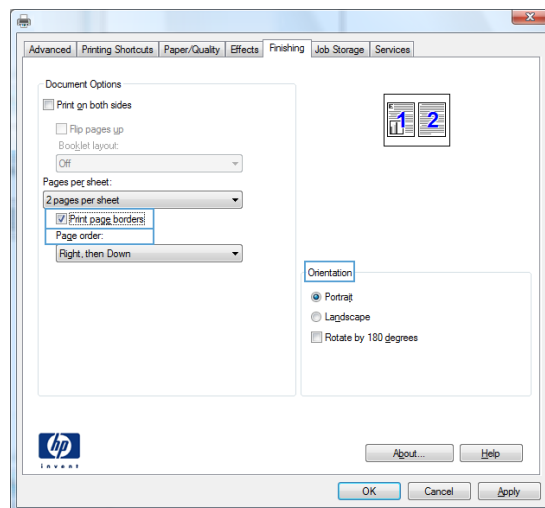 Advanced Printing Shortcuts Paper/Quality Effects Finishing Job Storage Services
Document Options
Print on both sides
Flip pages up
Booklet layout:
Off
Pages per sheet:
2 pages per sheet
Print page borders
Page order:
Right, then Down
1 2
Orientation
Portrait
Landscape
Rotate by 180 degrees
hp
invent
About... Help
OK Cancel Apply